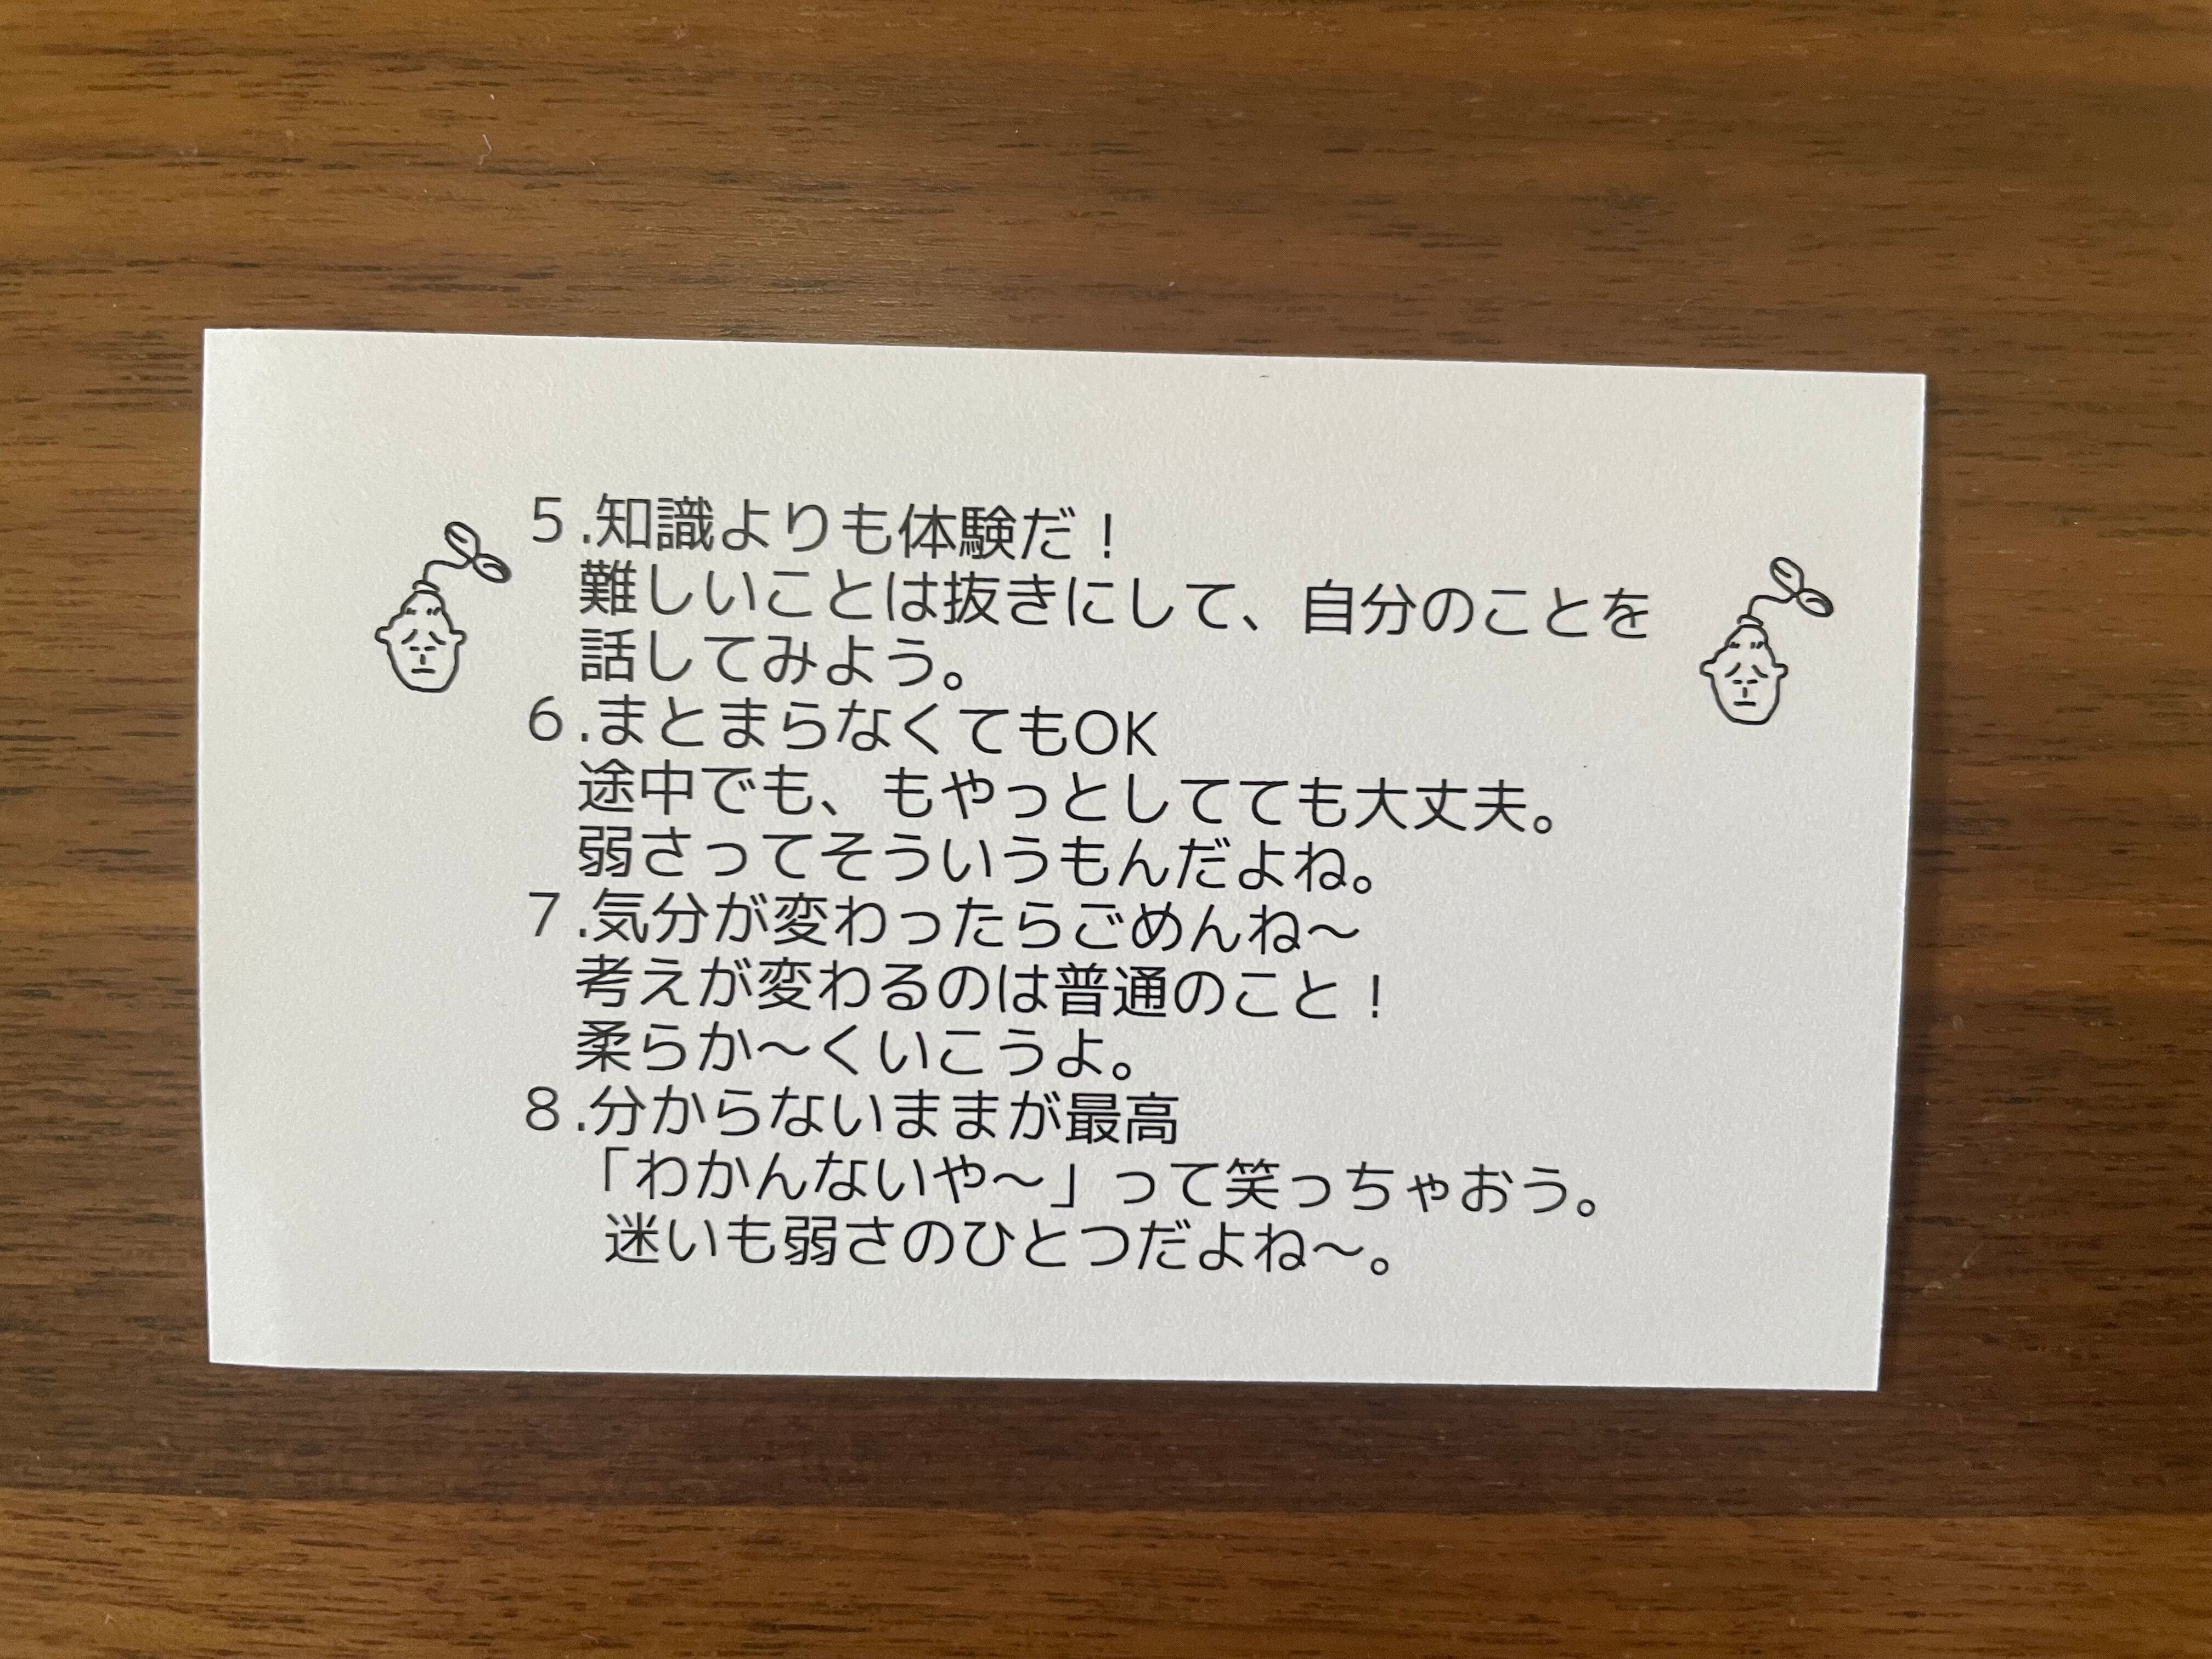 ５.知識よりも体験だ！
難しいことは抜きにして、自分のことを
話してみよう。
６.まとまらなくてもOK
途中でも、もやっとしてても大丈夫。
弱さってそういうもんだよね。
７.気分が変わったらごめんね〜
考えが変わるのは普通のこと！
柔らか〜くいこうよ。
８.分からないままが最高
「わかんないや〜」って笑っちゃおう。
迷いも弱さのひとつだよね〜。